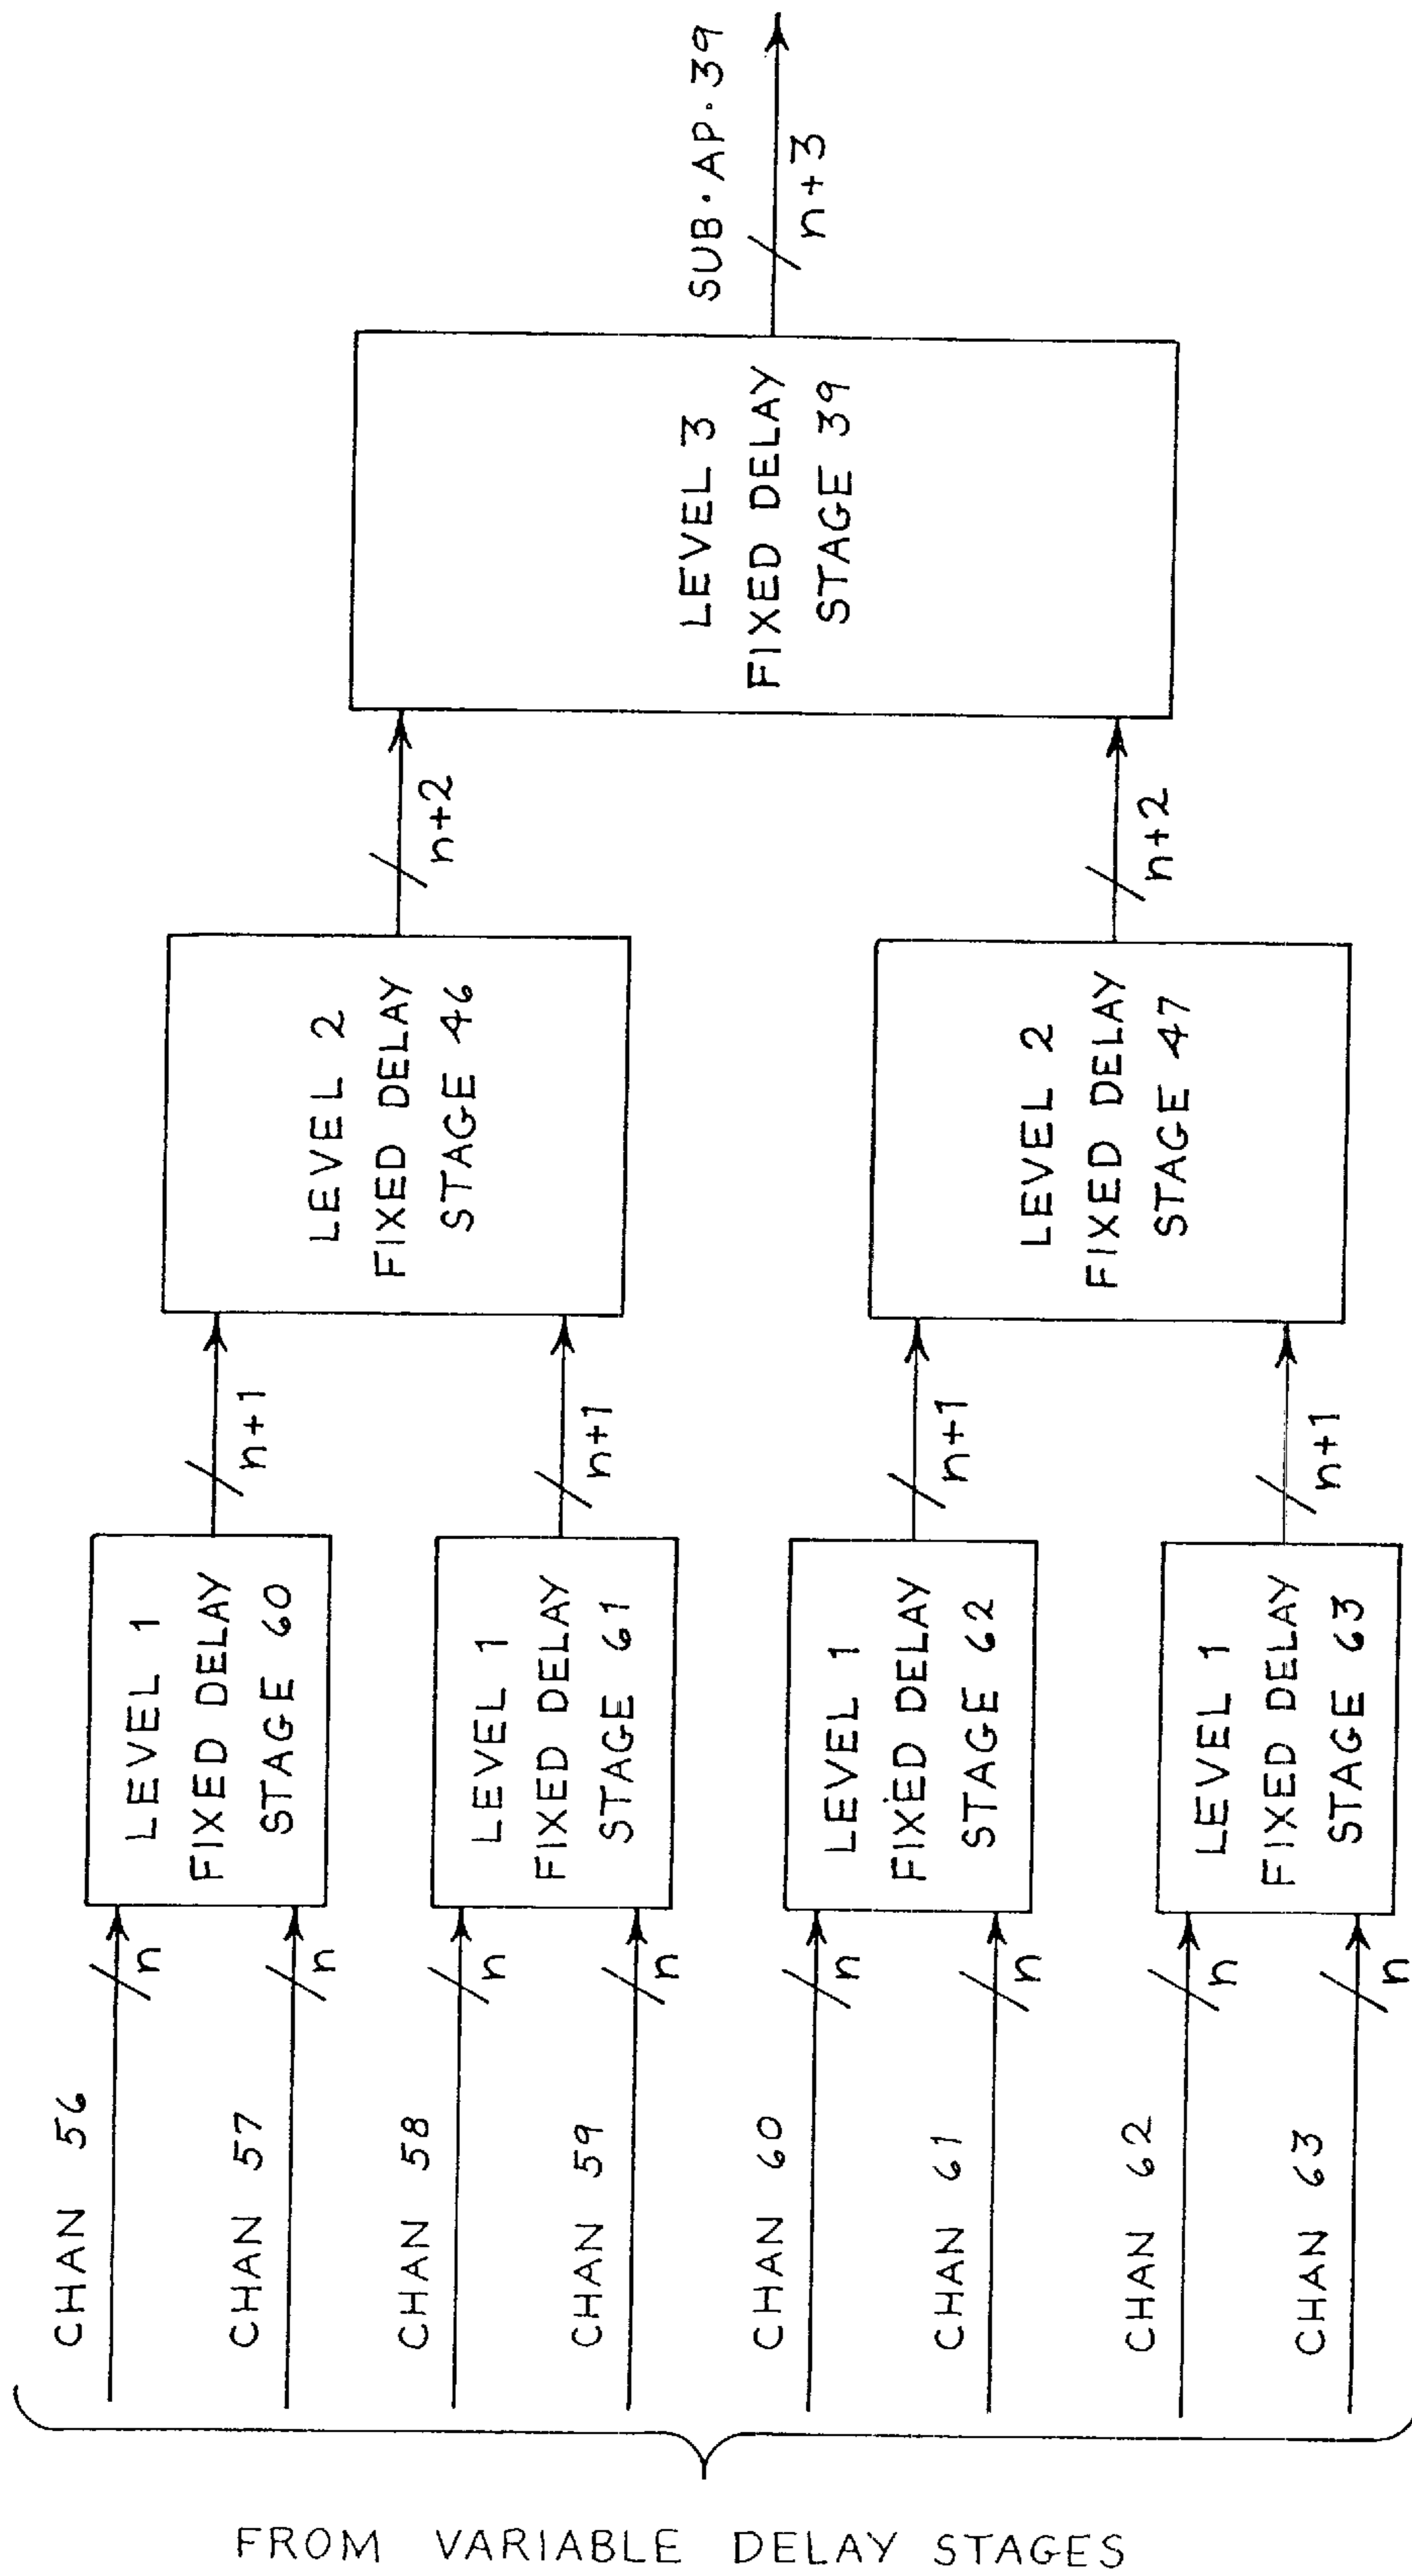 CHAN 56
n
CHAN 57
n
LEVEL 1
FIXED DELAY
STAGE 60
n+1
CHAN 58
n
CHAN 59
n
LEVEL 1
FIXED DELAY
STAGE 61
n+1
LEVEL 2
FIXED DELAY
STAGE 46
n+2
CHAN 60
n
CHAN 61
n
LEVEL 1
FIXED DELAY
STAGE 62
n+1
CHAN 62
n
CHAN 63
n
LEVEL 1
FIXED DELAY
STAGE 63
n+1
LEVEL 2
FIXED DELAY
STAGE 47
n+2
LEVEL 3
FIXED DELAY
STAGE 39
SUB. AP. 39
n+3
FROM VARIABLE DELAY STAGES